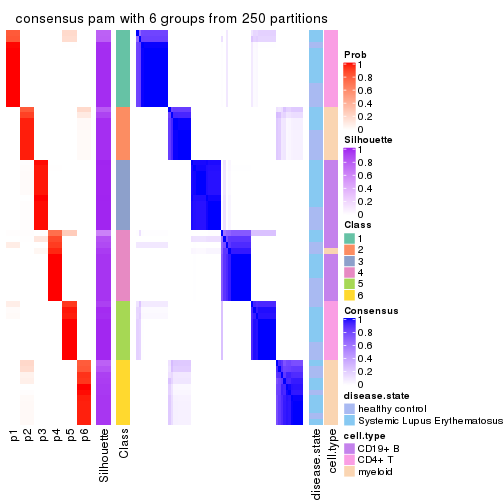 consensus pam with 6 groups from 250 partitions
Prob
1
0.8
0.6
0.4
0.2
0
Silhouette
1
0.8
0.6
0.4
0.2
0
Class
1
2
3
4
5
6
Consensus
1
0.8
0.6
0.4
0.2
0
disease.state
healthy control
Systemic Lupus Erythematosus
cell.type
CD19+ B
CD4+ T
myeloid
p1
p2
p3
p4
p5
p6
Silhouette
Class
disease.state
cell.type